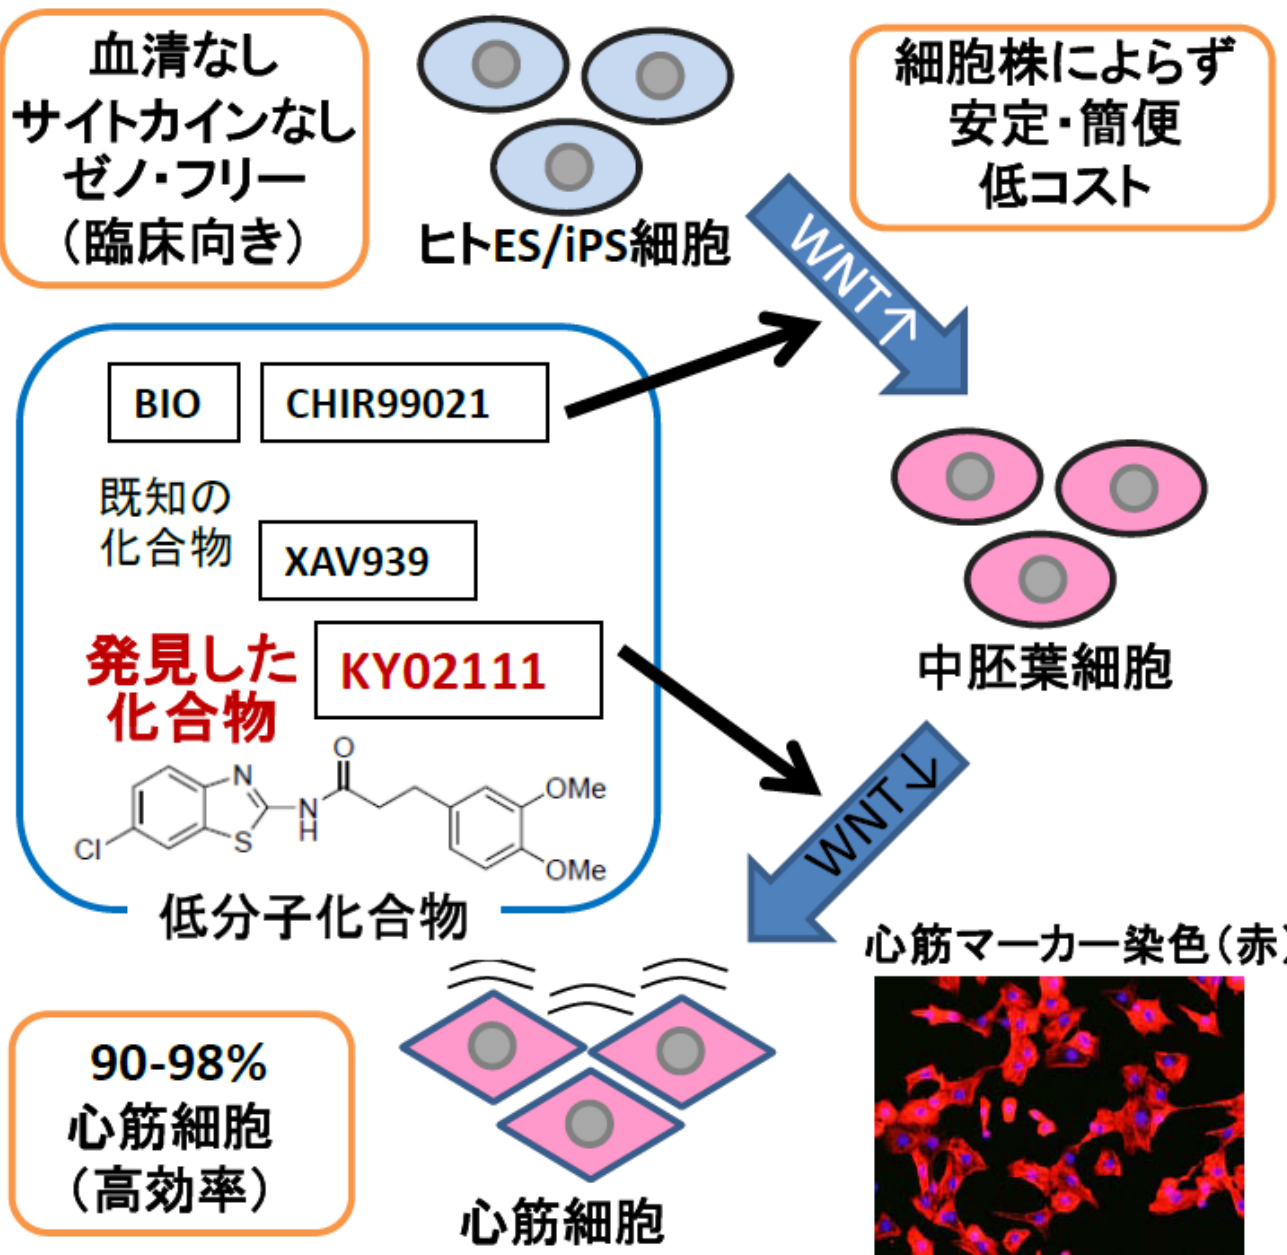 血清なし
サイトカインなし
ゼノ・フリー
（臨床向き）
ヒトES/iPS細胞
細胞株によらず
安定・簡便
低コスト
WNT↑
BIO
CHIR99021
既知の
化合物
XAV939
発見した
化合物
KY02111
N
O
N
H
S
Cl
OMe
OMe
低分子化合物
中胚葉細胞
WNT↓
心筋マーカー染色（赤）
90-98%
心筋細胞
（高効率）
心筋細胞